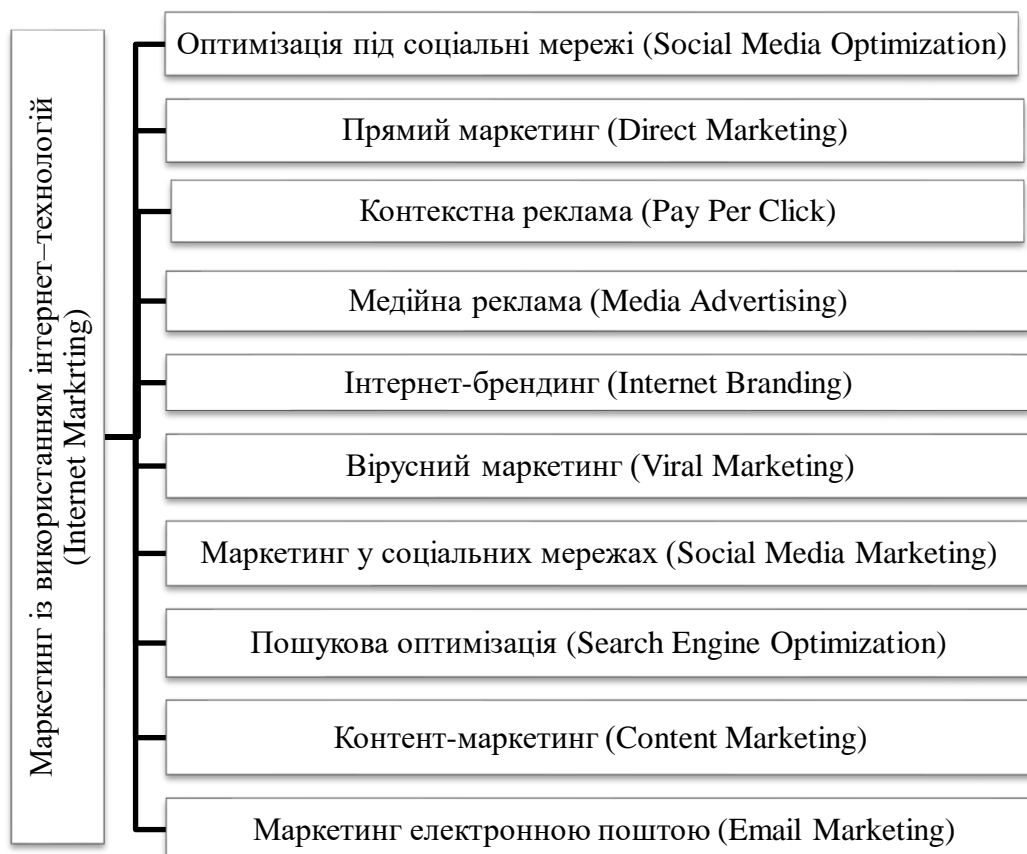 Маркетинг із використанням інтернет–технологій
(Internet Markrting)
Оптимізація під соціальні мережі (Social Media Optimization)
Прямий маркетинг (Direct Marketing)
Контекстна реклама (Pay Per Click)
Медійна реклама (Media Advertising)
Інтернет-брендинг (Internet Branding)
Вірусний маркетинг (Viral Marketing)
Маркетинг у соціальних мережах (Social Media Marketing)
Пошукова оптимізація (Search Engine Optimization)
Контент-маркетинг (Content Marketing)
Маркетинг електронною поштою (Email Marketing)